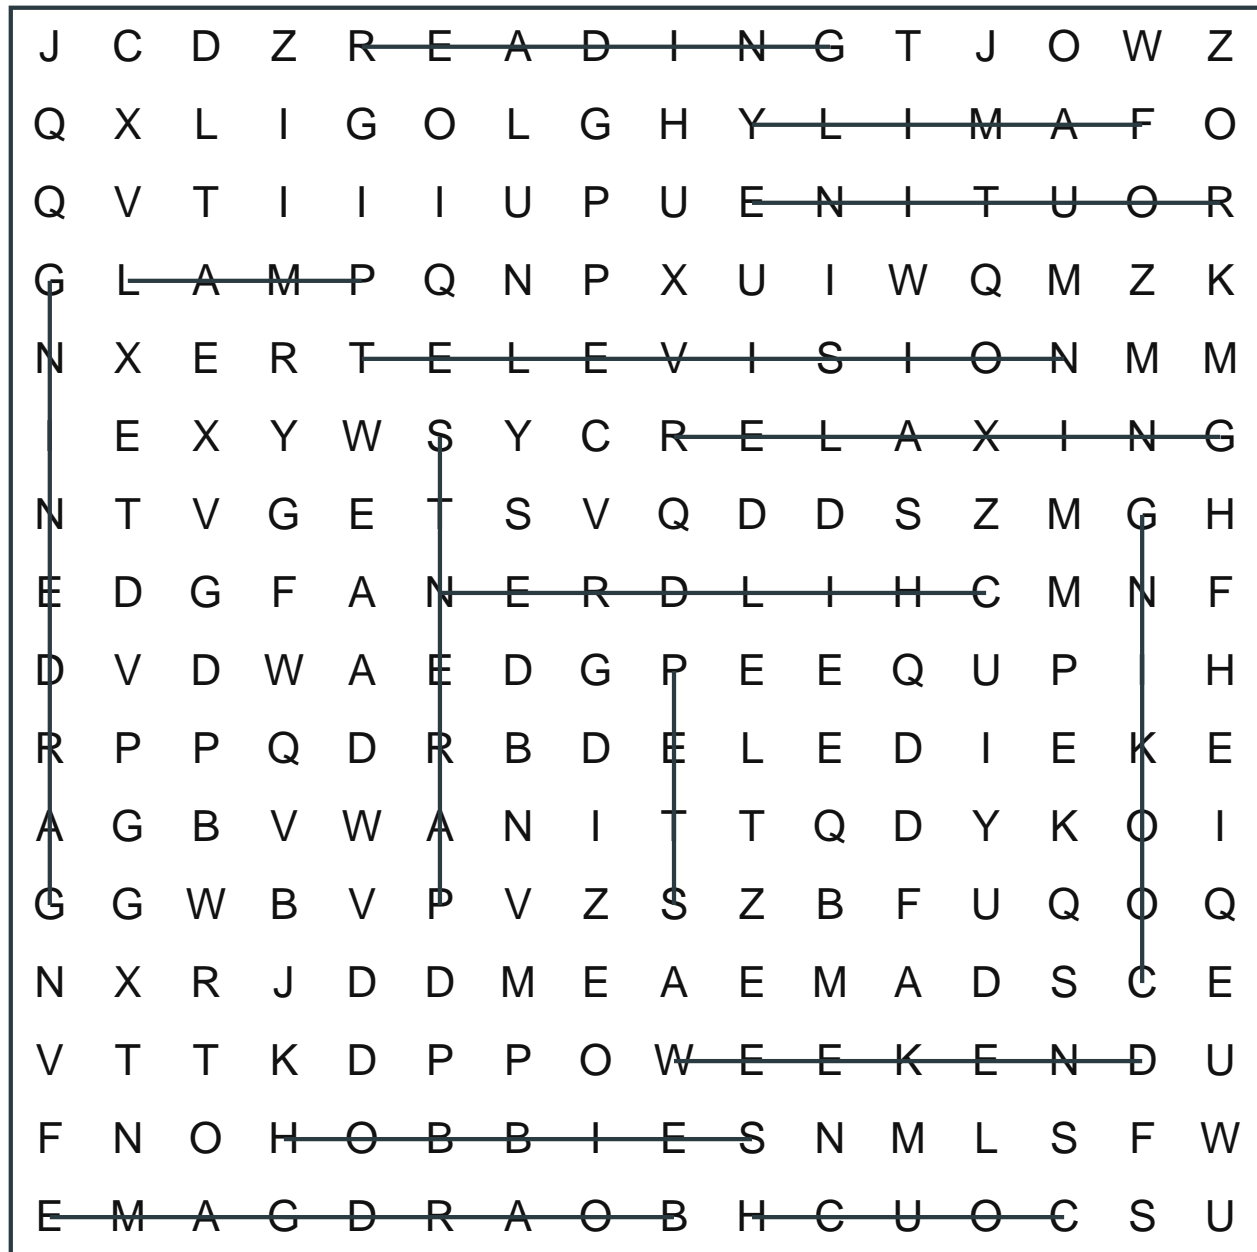 J C D Z R E A D I N G T J O W Z
Q X L I G O L G H Y L I M A F O
Q V T I I I U P U E N I T U O R
G L A M P Q N P X U I W Q M Z K
N X E R T E L E V I S I O N M M
I E X Y W S Y C R E L A X I N G
N T V G E T S V Q D D S Z M G H
E D G F A N E R D L I H C M N F
D V D W A E D G P E E Q U P I H
R P P Q D R B D E L E D I E K E
A G B V W A N I T T Q D Y K O I
G G W B V P V Z S Z B F U Q O Q
N X R J D D M E A E M A D S C E
V T T K D P P O W E E K E N D U
F N O H O B B I E S N M L S F W
E M A G D R A O B H C U O C S U